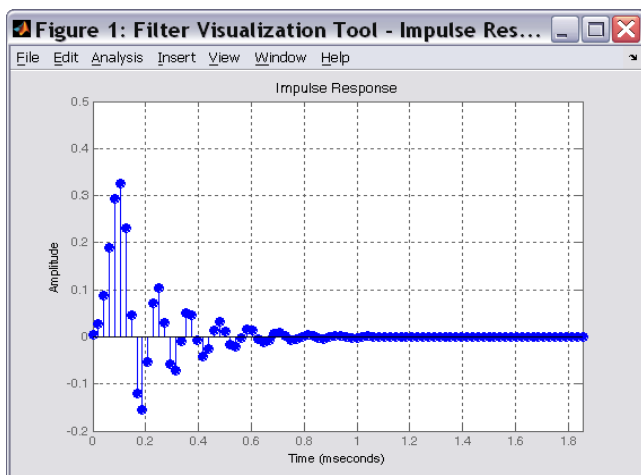 Figure 1: Filter Visualization Tool - Impulse Res...
File Edit Analysis Insert View Window Help
Impulse Response
0.5
0.4
0.3
0.2
0.1
0
-0.1
-0.2
Amplitude
0 0.2 0.4 0.6 0.8 1 1.2 1.4 1.6 1.8
Time (mseconds)